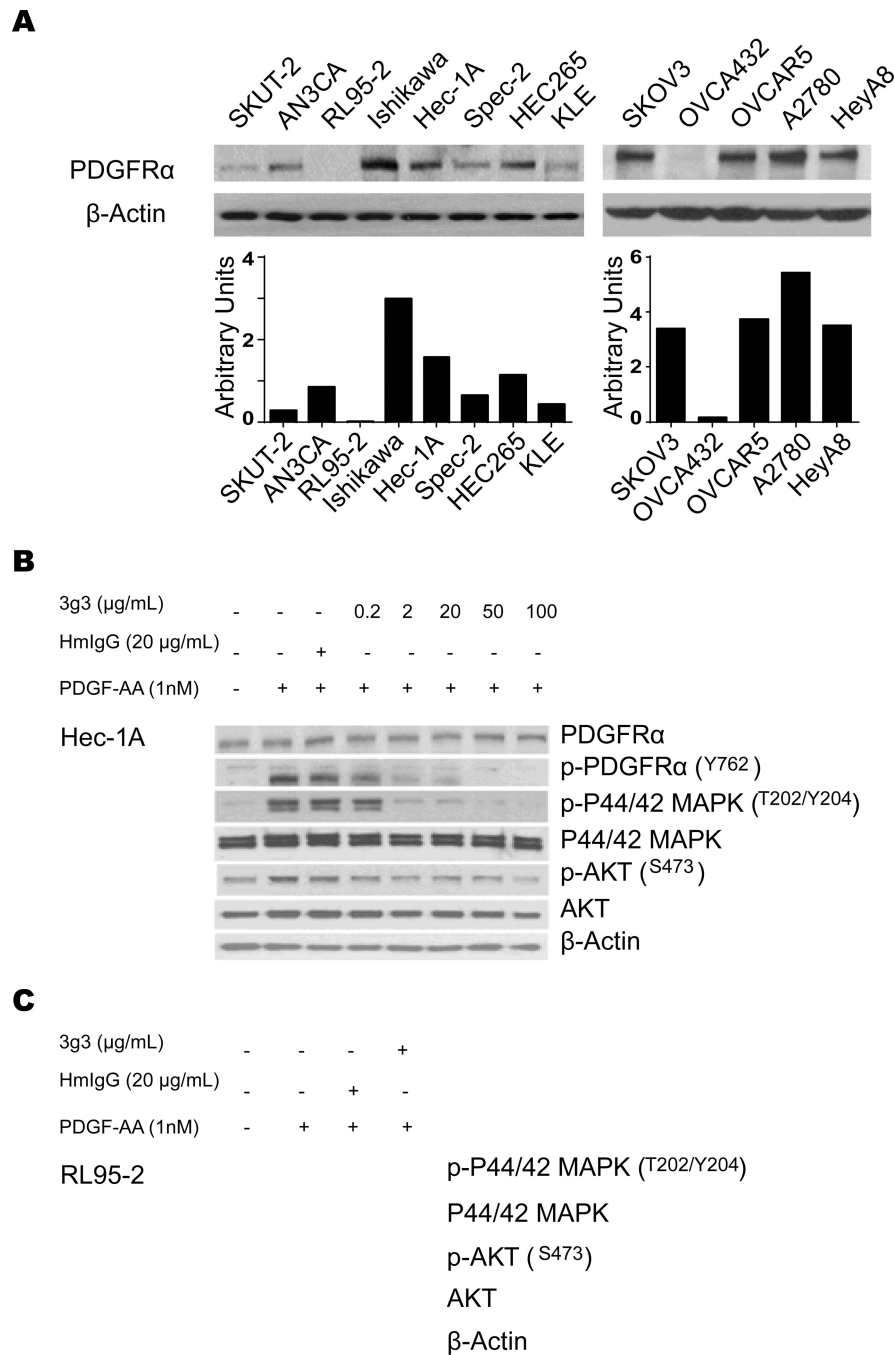 A
SKUT-2 AN3CA RL95-2 Ishikawa Hec-1A Spec-2 HEC265 KLE SKOV3 OVCA432 OVCAR5 A2780 HeyA8
PDGFRα
β-Actin
Arbitrary Units
4
2
0
SKUT-2 AN3CA RL95-2 Ishikawa Hec-1A Spec-2 HEC265 KLE
Arbitrary Units
6
4
2
0
SKOV3 OVCA432 OVCAR5 A2780 HeyA8
B
3g3 (µg/mL) - - - 0.2 2 20 50 100
HmIgG (20 µg/mL) - - + - - - - -
PDGF-AA (1nM) - + + + + + + +
Hec-1A PDGFRα
p-PDGFRα (Y762)
p-P44/42 MAPK (T202/Y204)
P44/42 MAPK
p-AKT (S473)
AKT
β-Actin
C
3g3 (µg/mL) - - - +
HmIgG (20 µg/mL) - - + -
PDGF-AA (1nM) - + + +
RL95-2 p-P44/42 MAPK (T202/Y204)
P44/42 MAPK
p-AKT (S473)
AKT
β-Actin